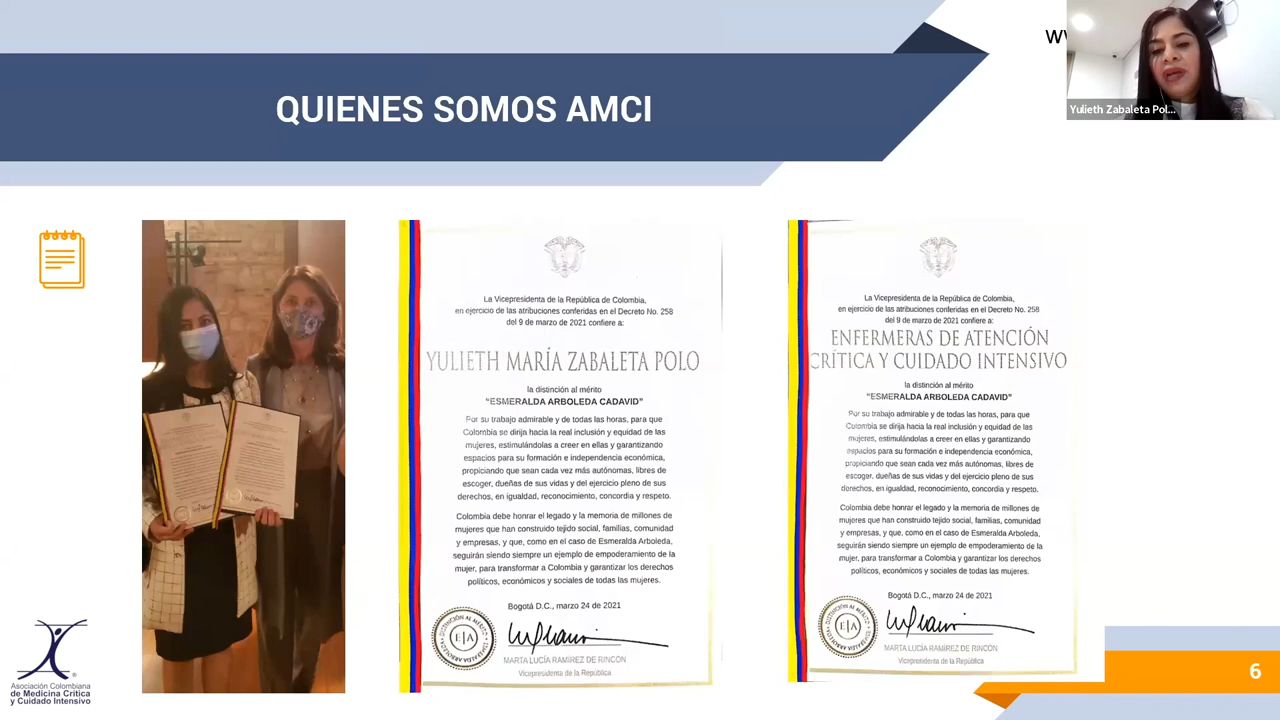 QUIENES SOMOS AMCI
Yulieth Zabaleta Pol...
La Vicepresidenta de la República de Colombia,
en ejercicio de las atribuciones conferidas en el Decreto No. 258
del 9 de marzo de 2021 confiere a:
YULIETH MARÍA ZABALETA POLO
la distinción al mérito
“ESMERALDA ARBOLEDA CADAVID”
Por su trabajo admirable y de todas las horas, para que
Colombia se dirija hacia la real inclusión y equidad de las
mujeres, estimulándolas a creer en ellas y garantizando
espacios para su formación e independencia económica,
propiciando que sean cada vez más autónomas, libres de
escoger, dueñas de sus vidas y del ejercicio pleno de sus
derechos, en igualdad, reconocimiento, concordia y respeto.
Colombia debe honrar el legado y la memoria de millones de
mujeres que han construido tejido social, familias, comunidad
y empresas, y que, como en el caso de Esmeralda Arboleda,
seguirán siendo siempre un ejemplo de empoderamiento de la
mujer, para transformar a Colombia y garantizar los derechos
políticos, económicos y sociales de todas las mujeres.
Bogotá D.C., marzo 24 de 2021
E|A
MARTA LUCÍA RAMÍREZ DE RINCÓN
Vicepresidenta de la República
La Vicepresidenta de la República de Colombia,
en ejercicio de las atribuciones conferidas en el Decreto No. 258
del 9 de marzo de 2021 confiere a:
ENFERMERAS DE ATENCIÓN
CRÍTICA Y CUIDADO INTENSIVO
la distinción al mérito
“ESMERALDA ARBOLEDA CADAVID”
Por su trabajo admirable y de todas las horas, para que
Colombia se dirija hacia la real inclusión y equidad de las
mujeres, estimulándolas a creer en ellas y garantizando
espacios para su formación e independencia económica,
propiciando que sean cada vez más autónomas, libres de
escoger, dueñas de sus vidas y del ejercicio pleno de sus
derechos, en igualdad, reconocimiento, concordia y respeto.
Colombia debe honrar el legado y la memoria de millones de
mujeres que han construido tejido social, familias, comunidad
y empresas, y que, como en el caso de Esmeralda Arboleda,
seguirán siendo siempre un ejemplo de empoderamiento de la
mujer, para transformar a Colombia y garantizar los derechos
políticos, económicos y sociales de todas las mujeres.
Bogotá D.C., marzo 24 de 2021
E|A
MARTA LUCÍA RAMÍREZ DE RINCÓN
Vicepresidenta de la República
Asociación Colombiana
de Medicina Crítica
y Cuidado Intensivo
6